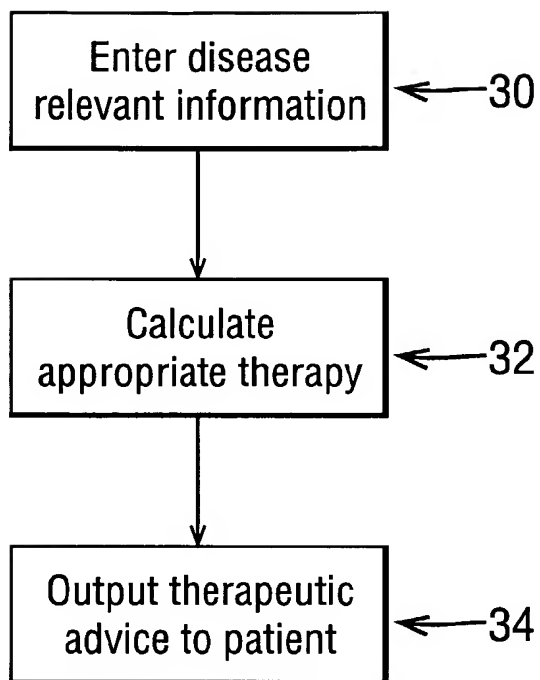 Enter disease
relevant information
30
Calculate
appropriate therapy
32
Output therapeutic
advice to patient
34